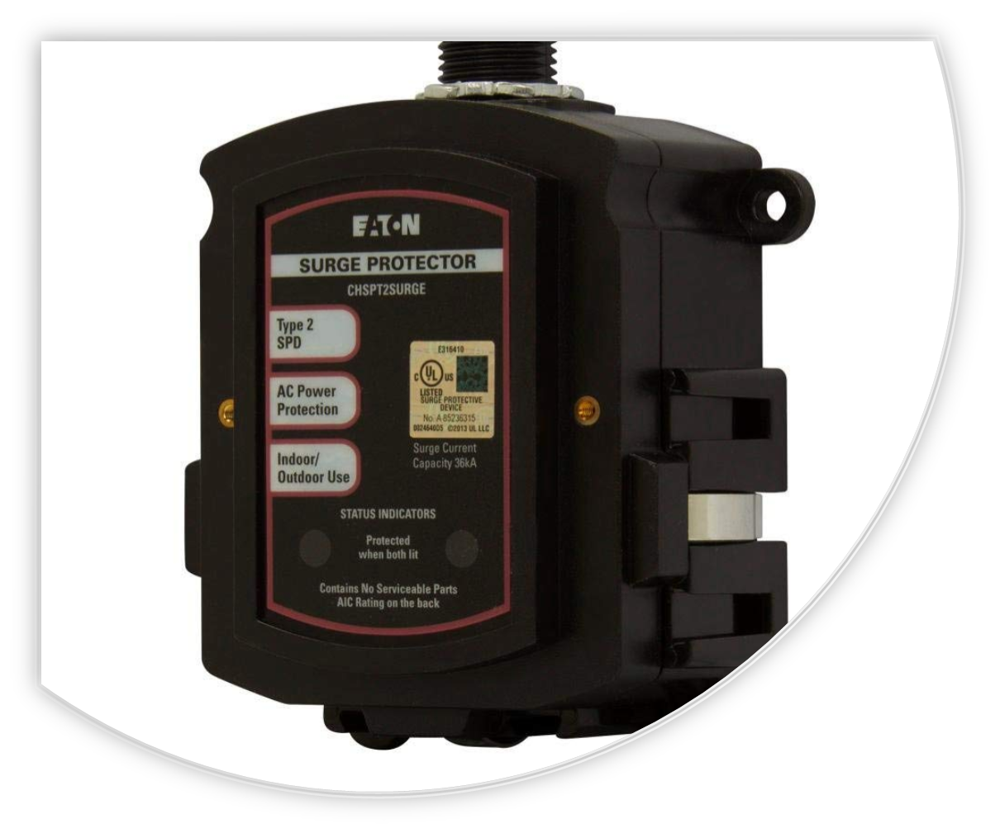 EATON
SURGE PROTECTOR
CHSPT2SURGE
Type 2
SPD
AC Power
Protection
Indoor/
Outdoor Use
E316410
C UL US
LISTED
SURGE PROTECTIVE
DEVICE
No. A 85236315
002464605 ©2013 UL LLC
Surge Current
Capacity 36kA
STATUS INDICATORS
Protected
when both lit
Contains No Serviceable Parts
AIC Rating on the back